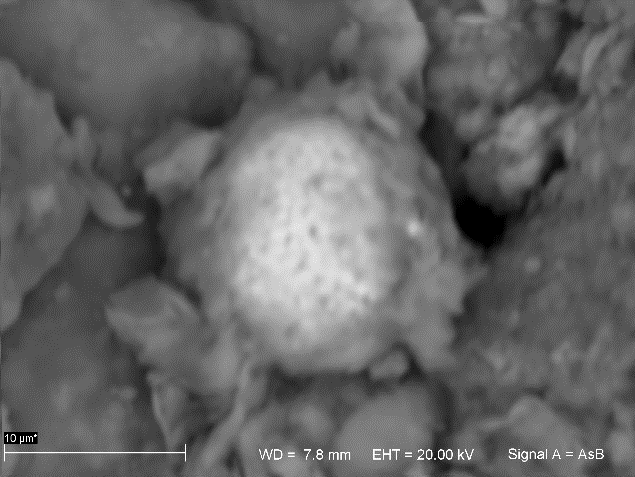 10 µm*
WD = 7.8 mm EHT = 20.00 kV Signal A = AsB